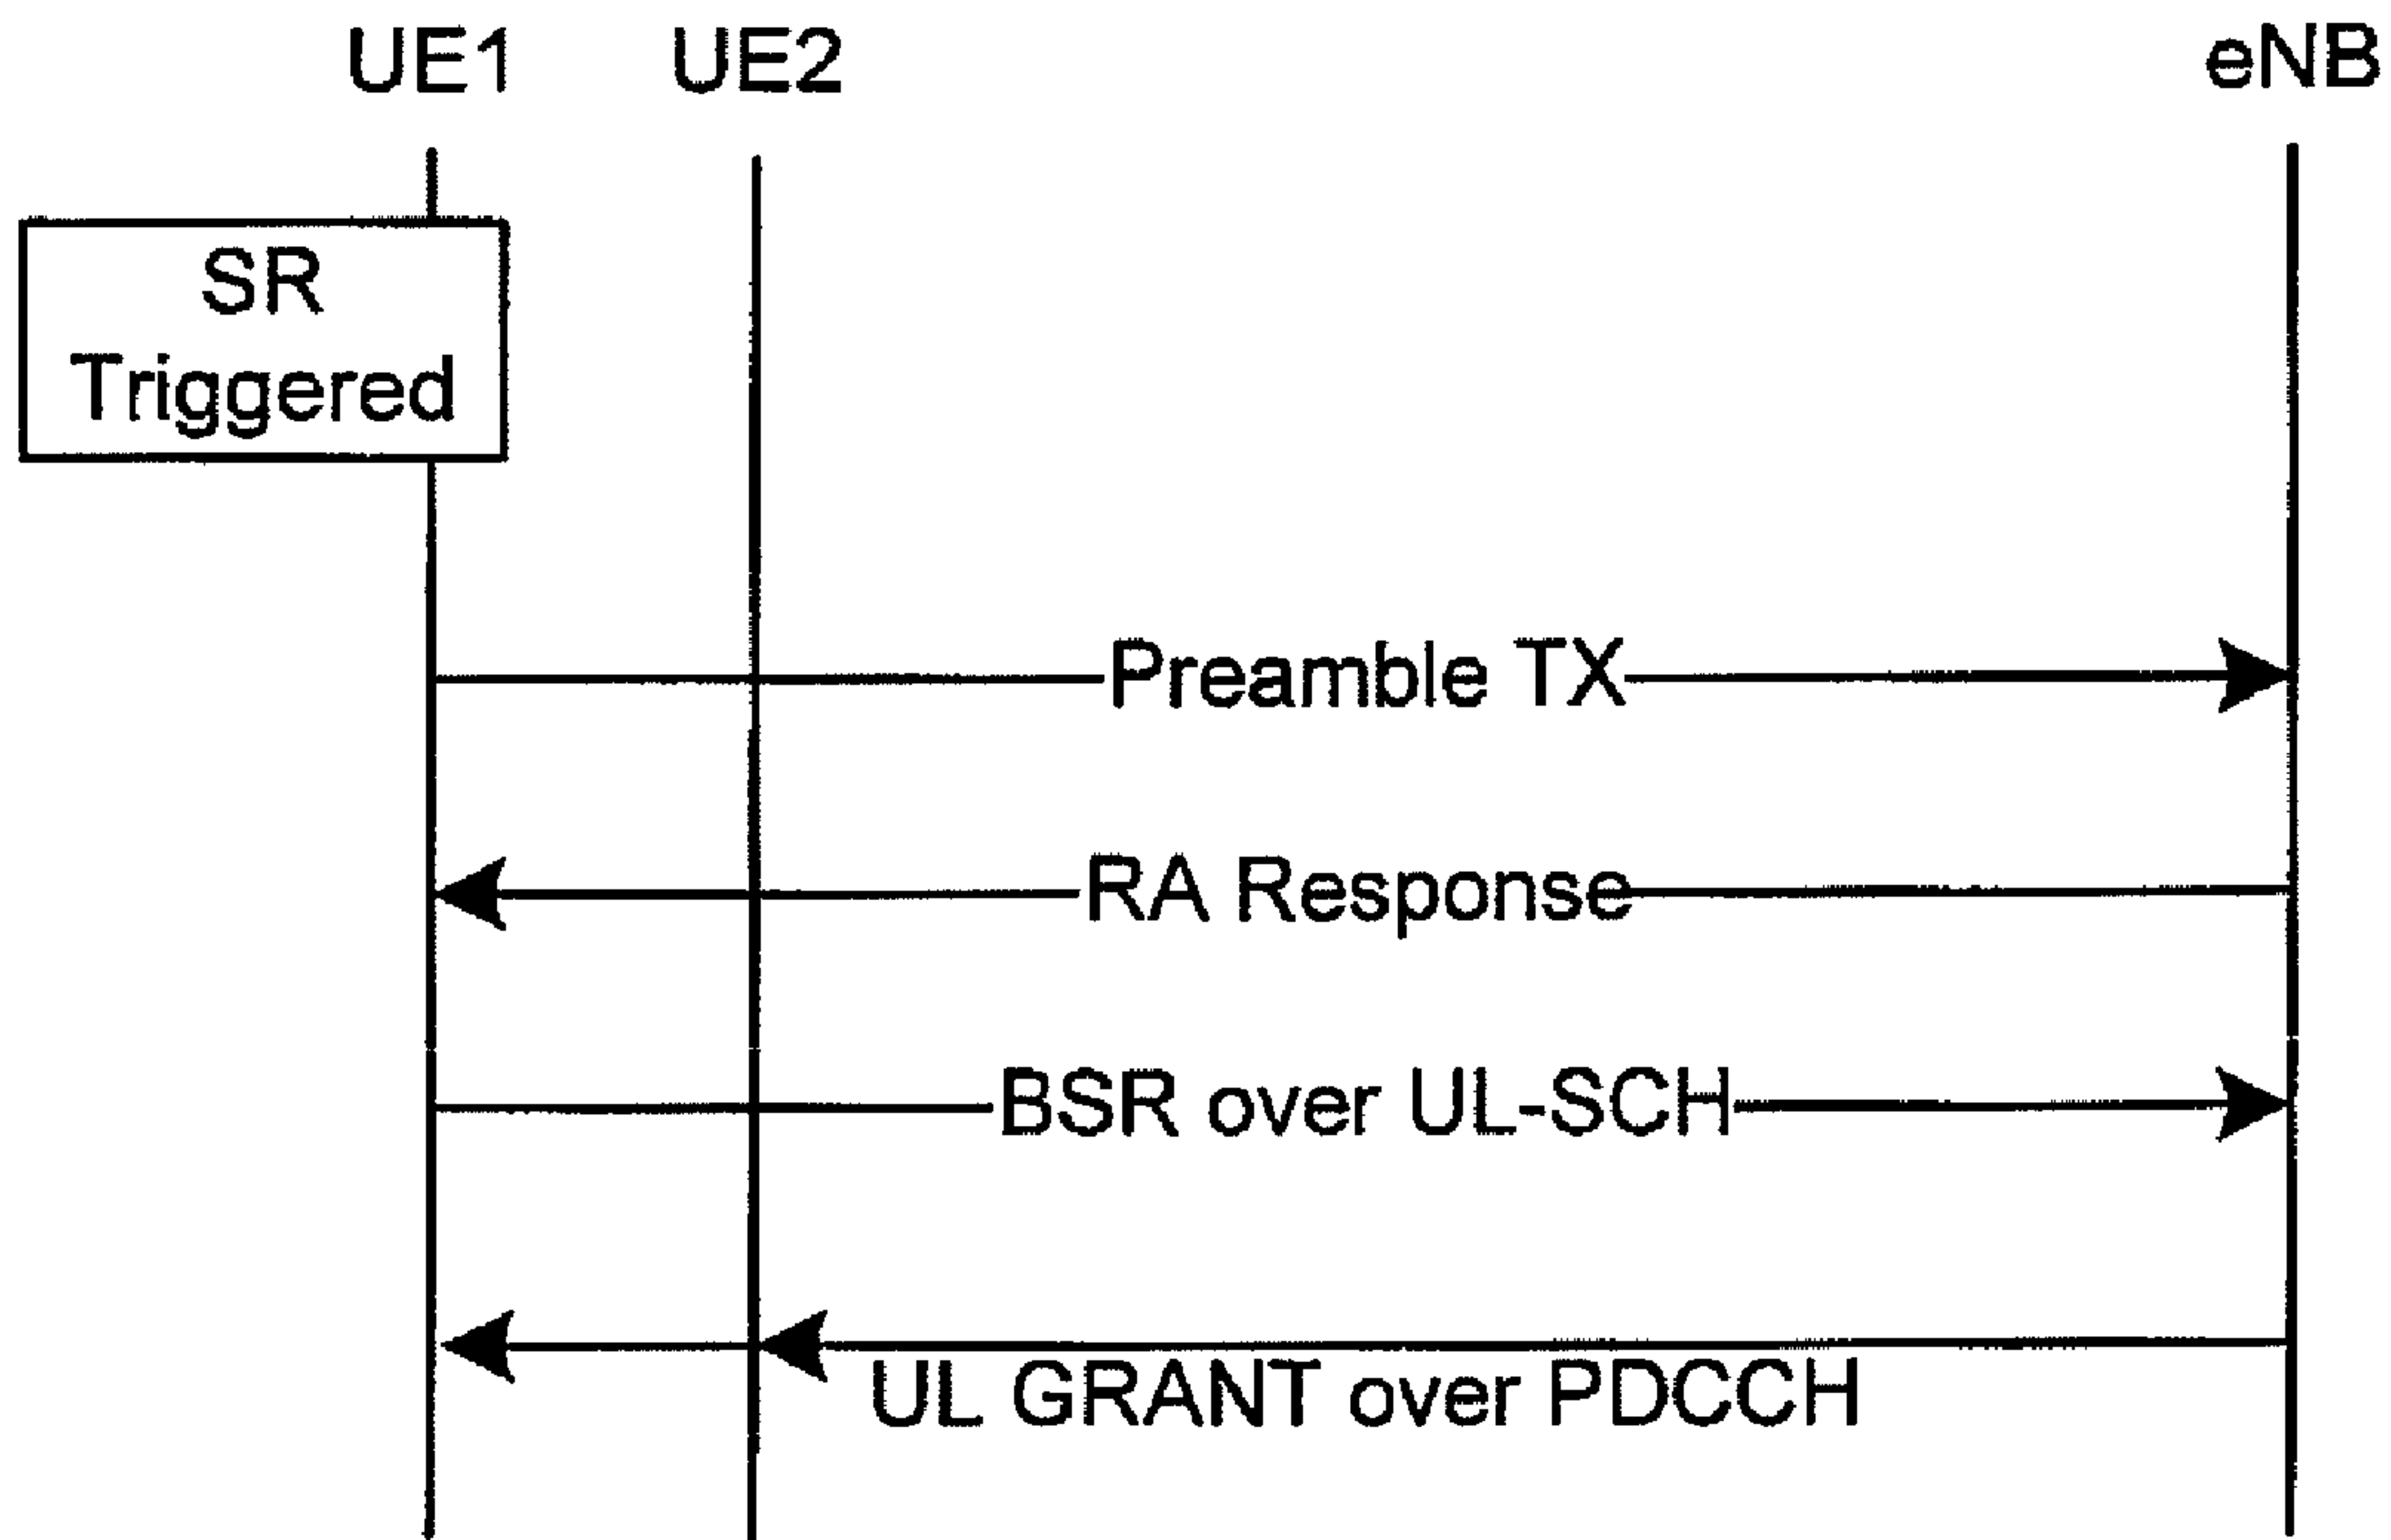 UE1 UE2 eNB
SR
Triggered
Preamble TX
RA Response
BSR over UL-SCH
UL GRANT over PDCCH